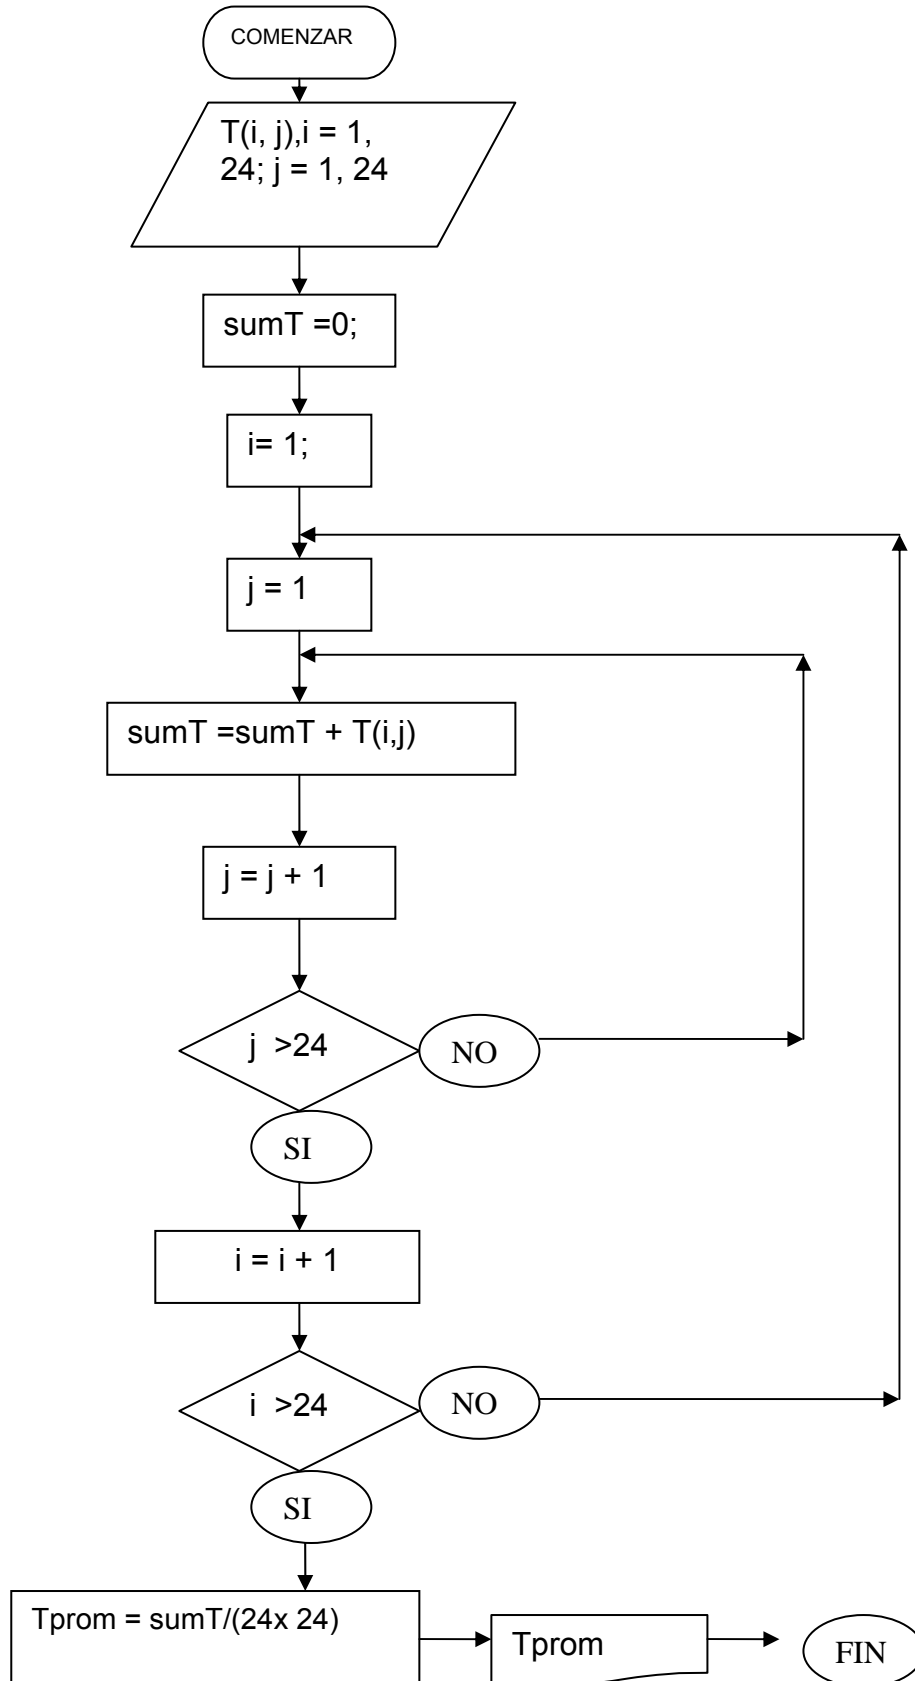 COMENZAR
T(i, j),i = 1,
24; j = 1, 24
sumT =0;
i= 1;
j = 1
sumT =sumT + T(i,j)
j = j + 1
j >24
NO
SI
i = i + 1
i >24
NO
SI
Tprom = sumT/(24x 24)
Tprom
FIN